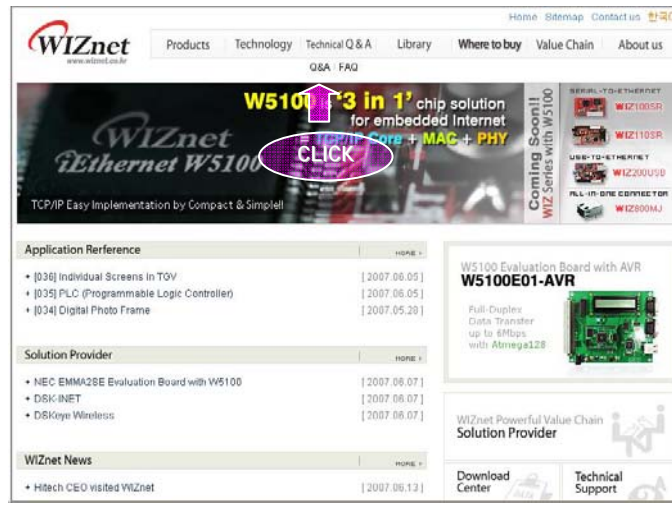 Home Sitemap Contact us 한국
WIZnet
www.wiznet.co.kr
Products Technology Technical Q & A Library Where to buy Value Chain About us
Q&A FAQ
W5100 is '3 in 1' chip solution
for embedded Internet
TCP/IP Core + MAC + PHY
CLICK
WIZnet
iEthernet W5100
TCP/IP Easy Implementation by Compact & Simple!!
Coming Soon!!
WIZ Series with W5100
SERIAL-TO-ETHERNET
WIZ100SR
WIZ110SR
USB-TO-ETHERNET
WIZ200USB
ALL-IN-ONE CONNECTOR
WIZ800MJ
Application Rerference MORE
[036] Individual Screens in TGV [2007.06.05]
[035] PLC (Programmable Logic Controller) [2007.06.05]
[034] Digital Photo Frame [2007.05.28]
Solution Provider MORE
NEC EMMA2SE Evaluation Board with W5100 [2007.06.07]
DSK-INET [2007.06.07]
DSKeye Wireless [2007.06.07]
WIZnet News MORE
Hitech CEO visited WIZnet [2007.06.13]
W5100 Evaluation Board with AVR
W5100E01-AVR
Full-Duplex
Data Transfer
up to 6Mbps
with Atmega128
WIZnet Powerful Value Chain
Solution Provider
Download
Center
Technical
Support